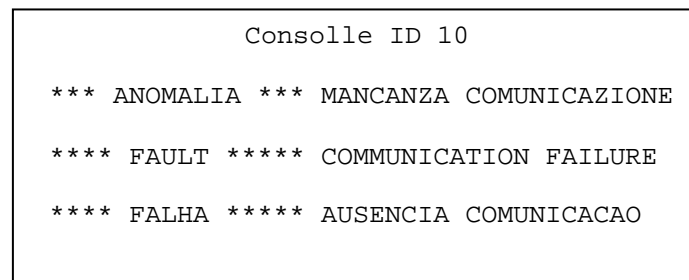 Consolle ID 10
*** ANOMALIA *** MANCANZA COMUNICAZIONE
**** FAULT ***** COMMUNICATION FAILURE
**** FALHA ***** AUSENCIA COMUNICACAO